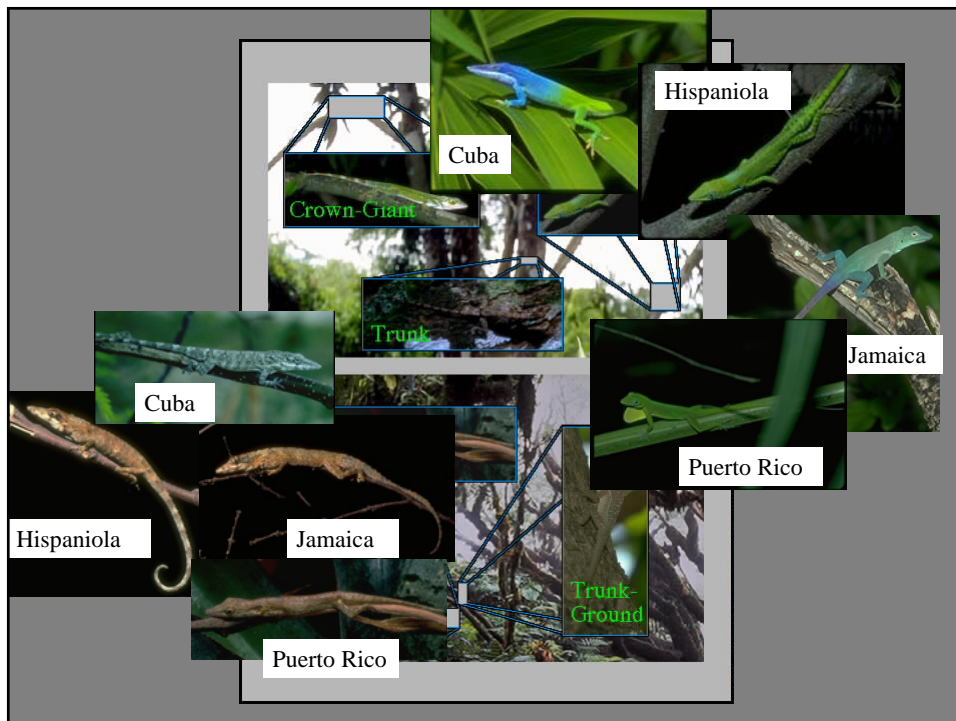 Hispaniola
Cuba
Crown-Giant
Trunk
Jamaica
Cuba
Puerto Rico
Hispaniola
Jamaica
Trunk-
Ground
Puerto Rico